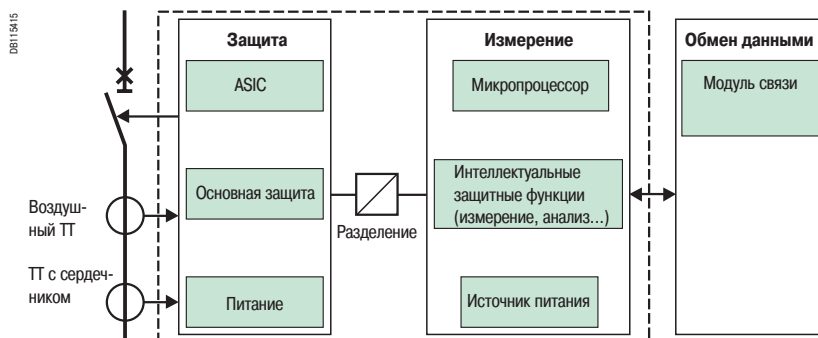 DB115415
Защита
Измерение
Обмен данными
ASIC
Микропроцессор
Модуль связи
Основная защита
Интеллектуальные
защитные функции
(измерение, анализ...)
Воздуш-
ный ТТ
Разделение
ТТ с сердеч-
ником
Питание
Источник питания